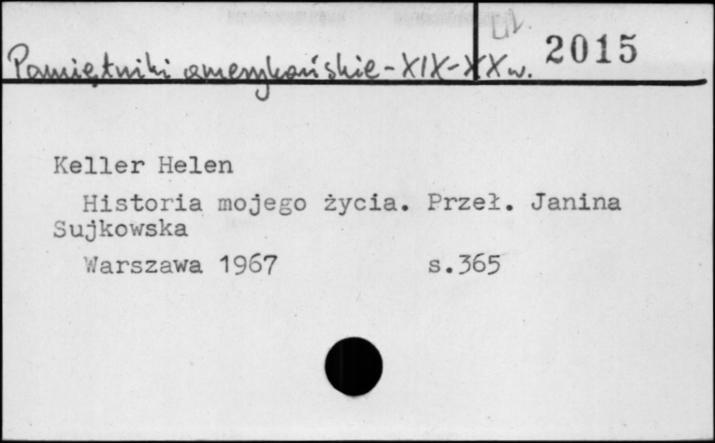 Pamiętniki amerykańskie - XIX-XX w. 2015
Keller Helen
Historia mojego życia. Przeł. Janina
Sujkowska
Warszawa 1967 s.365